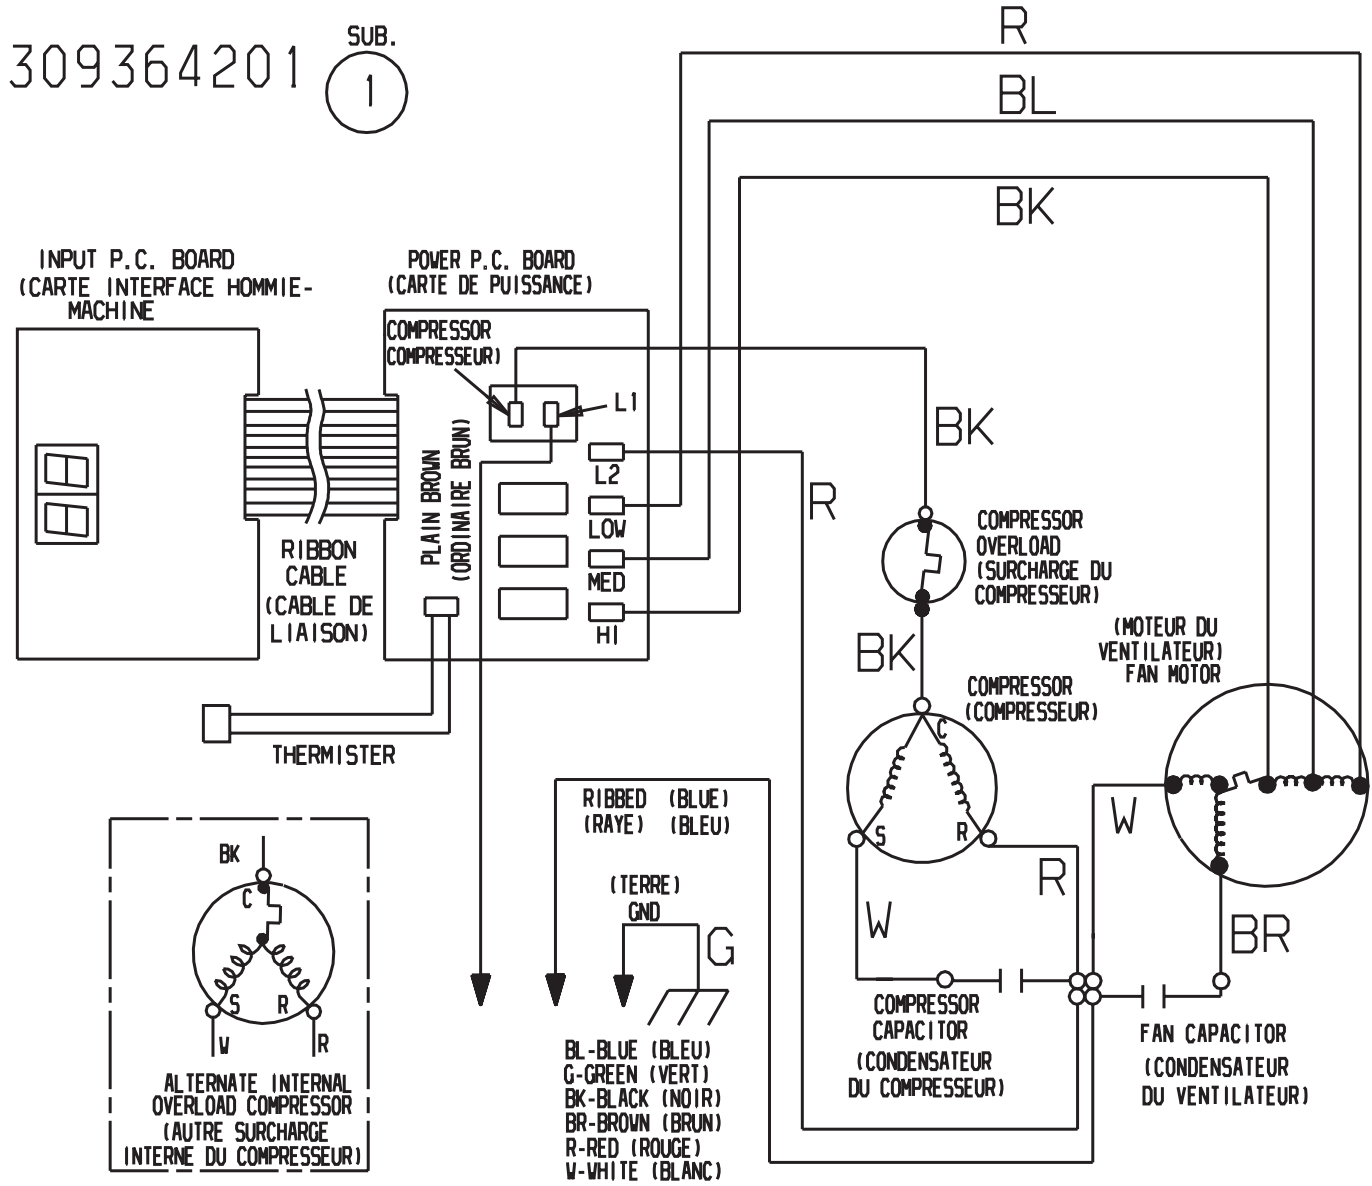 309364201
SUB.
1
R
BL
BK
INPUT P.C. BOARD
(CARTE INTERFACE HOMMIE-
MACHINE
POWER P.C. BOARD
(CARTE DE PUISSANCE)
COMPRESSOR
COMPRESSEUR)
L1
L2
LOW
MED
HI
PLAIN BROWN
(ORDINAIRE BRUN)
RIBBON
CABLE
(CABLE DE
LIAISON)
THERMISTER
R
BK
COMPRESSOR
OVERLOAD
(SURCHARGE DU
COMPRESSEUR)
BK
COMPRESSOR
(COMPRESSEUR)
C
S
R
(MOTEUR DU
VENTILATEUR)
FAN MOTOR
W
R
W
BR
RIBBED (BLUE)
(RAYE) (BLEU)
(TERRE)
GND
G
COMPRESSOR
CAPACITOR
(CONDENSATEUR
DU COMPRESSEUR)
FAN CAPACITOR
(CONDENSATEUR
DU VENTILATEUR)
BK
C
S
R
W
R
ALTERNATE INTERNAL
OVERLOAD COMPRESSOR
(AUTRE SURCHARGE
INTERNE DU COMPRESSEUR)
BL-BLUE (BLEU)
G-GREEN (VERT)
BK-BLACK (NOIR)
BR-BROWN (BRUN)
R-RED (ROUGE)
W-WHITE (BLANC)